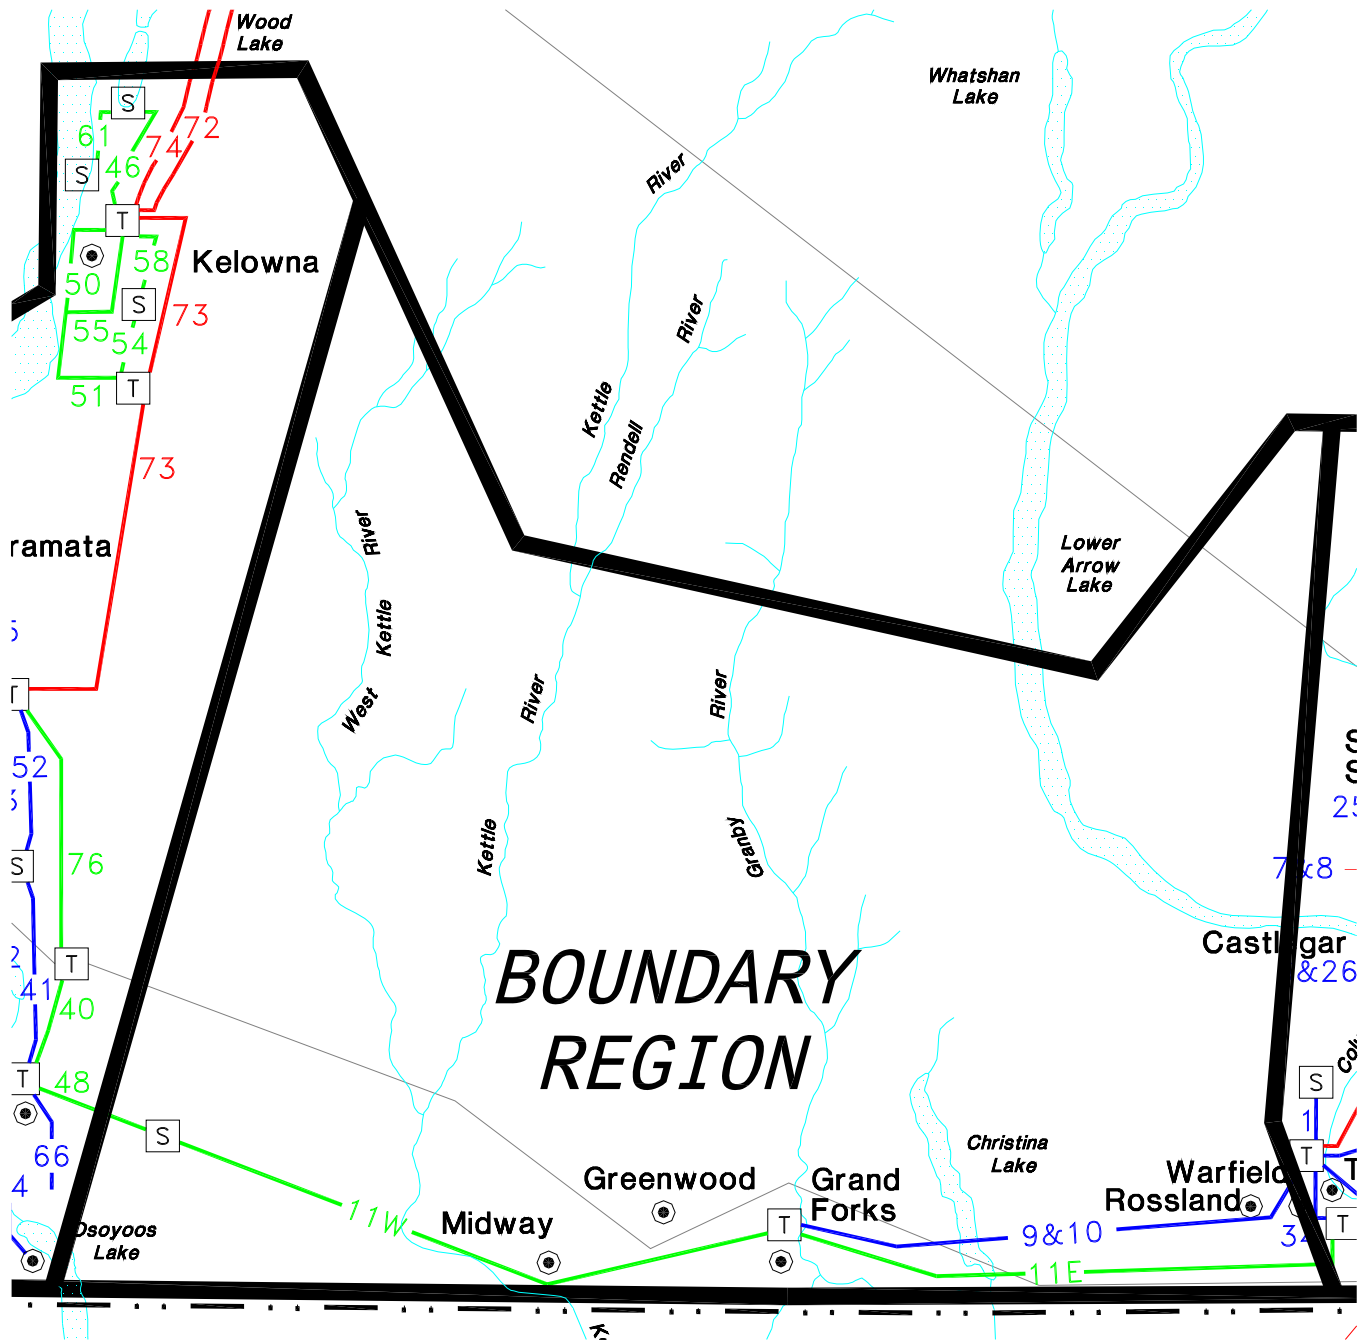 Wood
Lake
Whatshan
Lake
S
61
74
72
46
S
River
T
58
Kelowna
50
S
73
River
55
54
T
51
Kettle
Rendell
73
River
Lower
Arrow
Lake
ramata
Kettle
T
River
River
West
52
S
76
25
Kettle
Granby
7&8
Castlegar
&26
BOUNDARY
REGION
T
41
40
T
48
S
S
1
66
4
Christina
Lake
T
Greenwood
Grand
Forks
Warfield
Rossland
11W
Midway
T
T
Osoyoos
Lake
9&10
34
11E